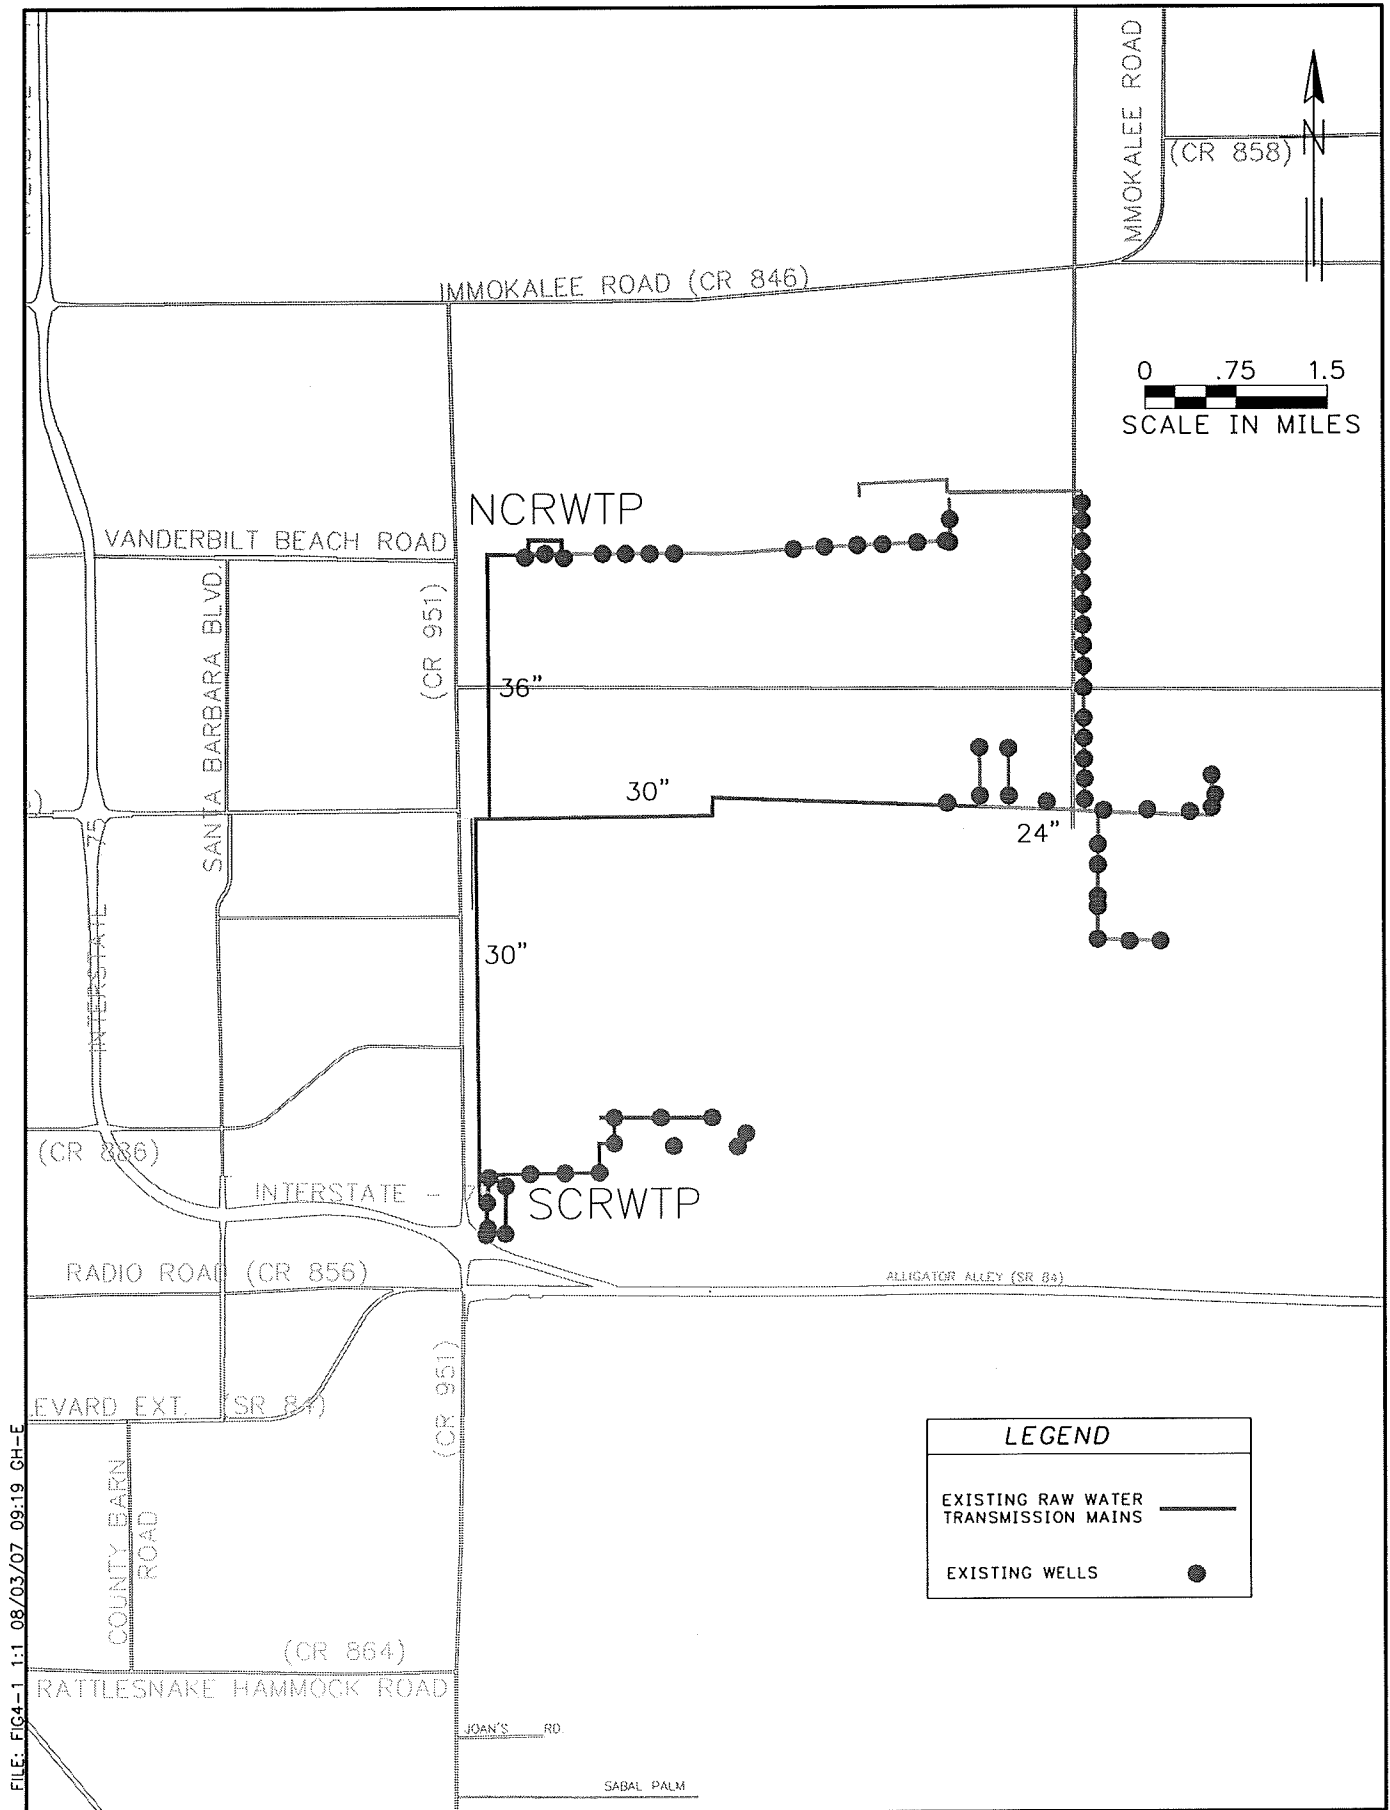 MMOKALEE ROAD
(CR 858)
N
IMMOKALEE ROAD (CR 846)
0 .75 1.5
SCALE IN MILES
NCRWTP
VANDERBILT BEACH ROAD
SANTA BARBARA BLVD.
(CR 951)
36"
30"
24"
75
INTERSTATE
30"
(CR 886)
INTERSTATE - 7
SCRWTP
RADIO ROAD (CR 856)
ALLIGATOR ALLEY (SR 84)
(CR 951)
EVARD EXT. (SR 84)
LEGEND
EXISTING RAW WATER
TRANSMISSION MAINS
EXISTING WELLS
COUNTY BARN
ROAD
(CR 864)
RATTLESNAKE HAMMOCK ROAD
JOAN'S RD.
SABAL PALM
FILE: FIG4-1 1:1 08/03/07 09:19 GH-E